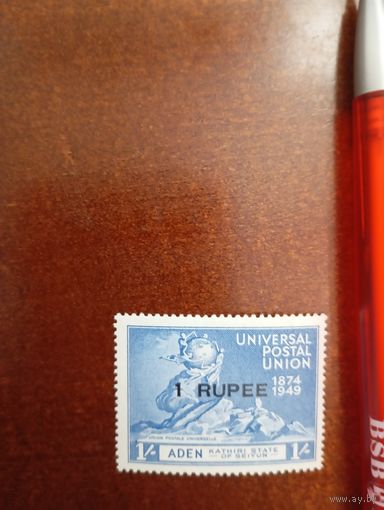 UNIVERSAL
POSTAL
UNION
1874
1 RUPEE
1949
UNION POSTALE UNIVERSELLE
1/- ADEN KATHIRI STATE 1/-
OF SEIYUN
BSB
www.ay.by